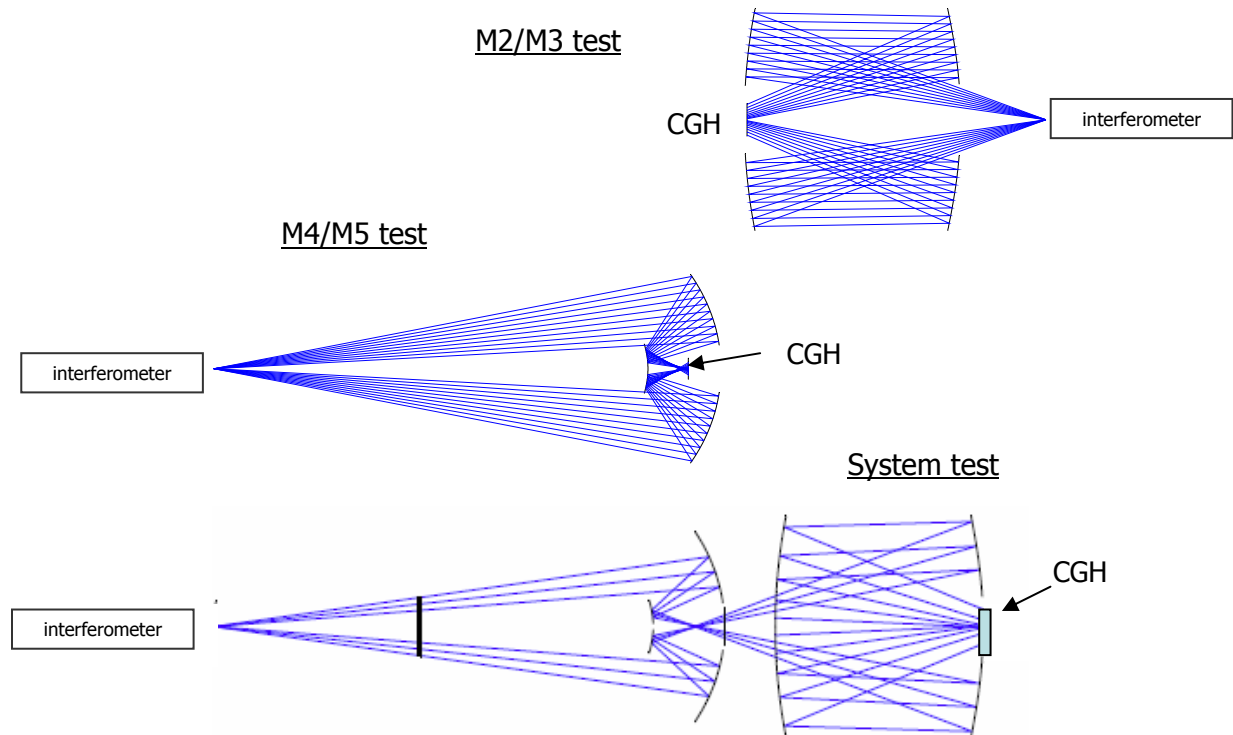 M2/M3 test
CGH
interferometer
M4/M5 test
CGH
interferometer
System test
CGH
interferometer